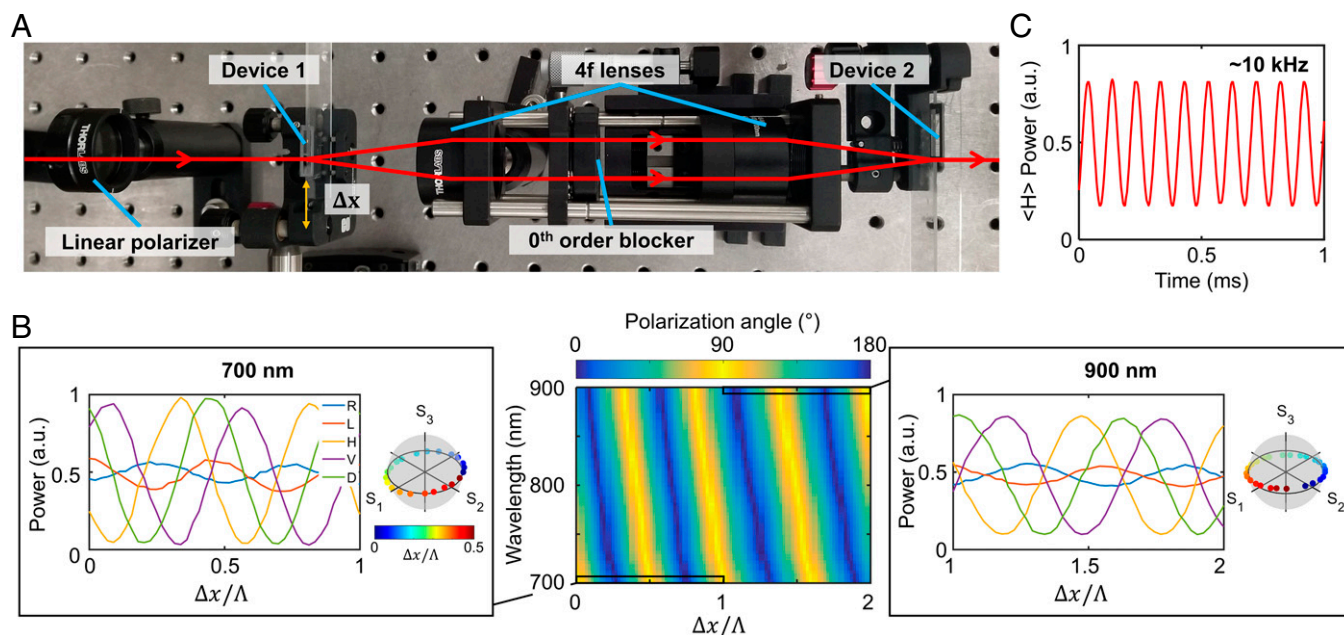 A
Device 1
4f lenses
Device 2
THORLABS
THORLABS
Δx
Linear polarizer
0th order blocker
C
~10 kHz
<H> Power (a.u.)
1
0.5
0
0
0.5
1
Time (ms)
B
700 nm
Power (a.u.)
1
0.5
0
R
L
H
V
D
0
0.5
1
Δx/Λ
S3
S1
S2
0
0.5
Δx/Λ
Polarization angle (°)
0
90
180
Wavelength (nm)
900
800
700
0
1
2
Δx/Λ
900 nm
Power (a.u.)
1
0.5
0
1
1.5
2
Δx/Λ
S3
S1
S2